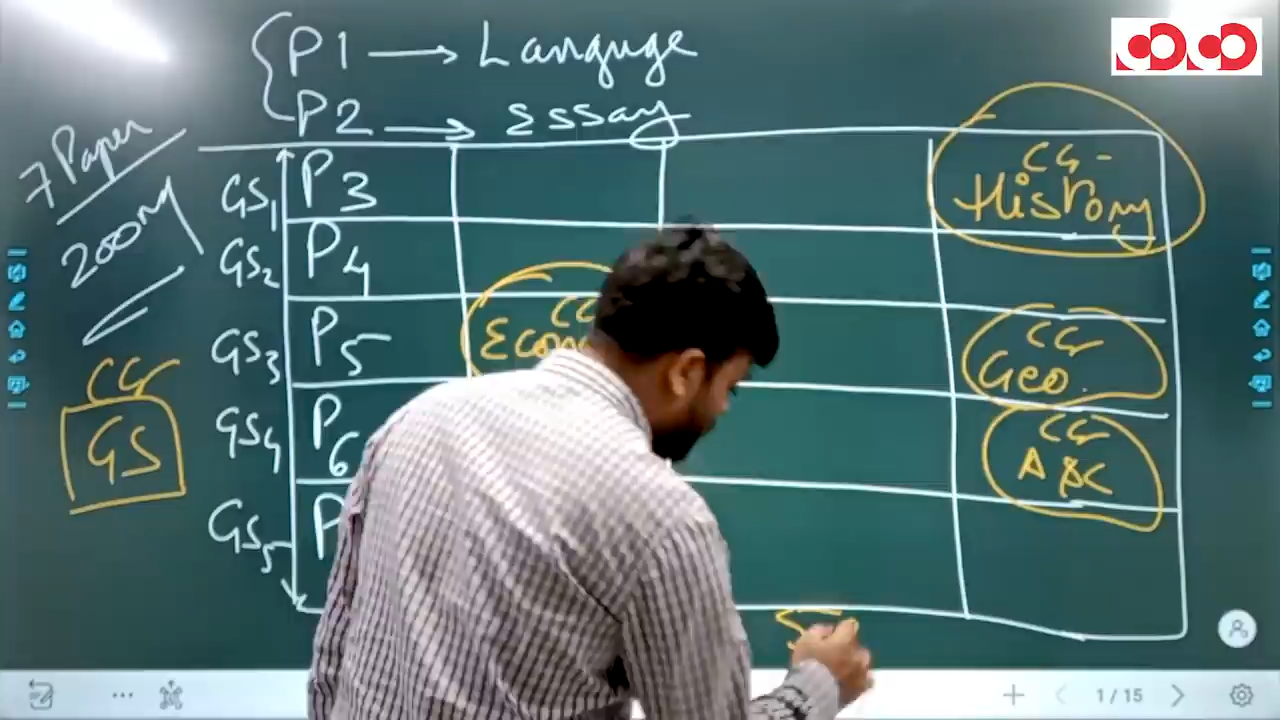 P1 → Languge
P2 → Essay
7 Paper
200
GS1 P3 CG-
History
GS2 P4
GS3 P5 CG
Geo.
CG
GS
GS4 P6 CG
GS5 P
1 / 15